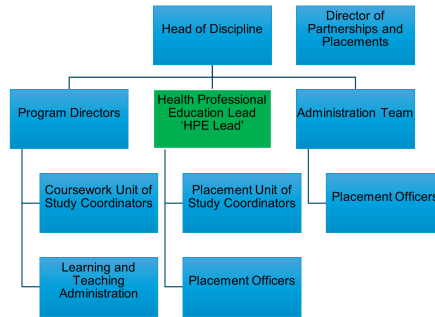 Head of Discipline
Director of
Partnerships and
Placements
Program Directors
Health Professional
Education Lead
‘HPE Lead’
Administration Team
Coursework Unit of
Study Coordinators
Placement Unit of
Study Coordinators
Placement Officers
Learning and
Teaching
Administration
Placement Officers